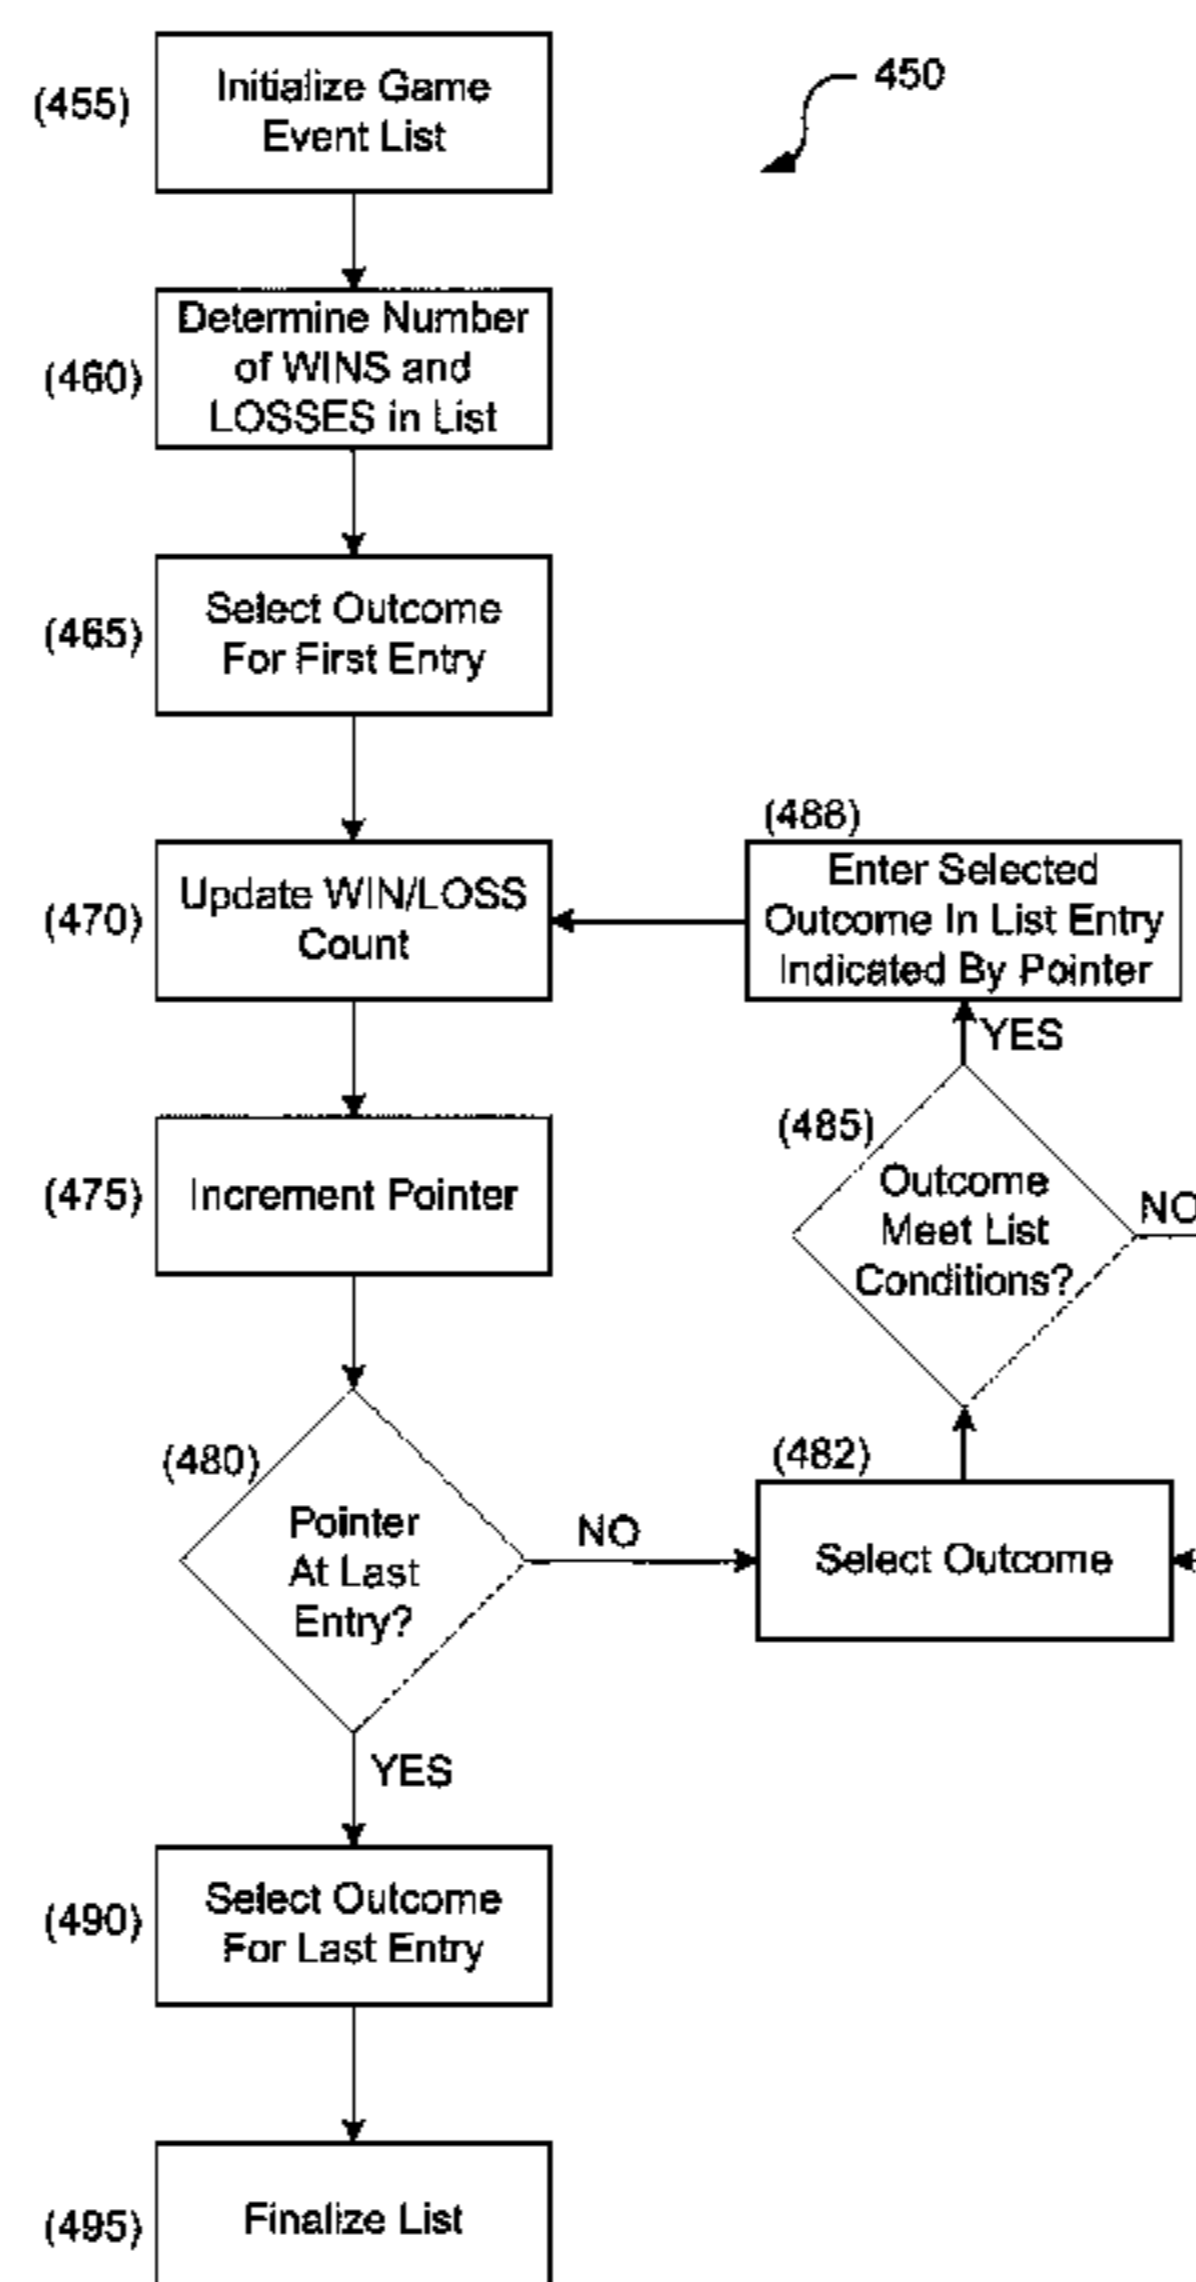 450
(455)
Initialize Game
Event List
(460)
Determine Number
of WINS and
LOSSES in List
(465)
Select Outcome
For First Entry
(470)
Update WIN/LOSS
Count
(488)
Enter Selected
Outcome In List Entry
Indicated By Pointer
YES
(475)
Increment Pointer
(485)
Outcome
Meet List
Conditions?
NO
(480)
Pointer
At Last
Entry?
NO
(482)
Select Outcome
YES
(490)
Select Outcome
For Last Entry
(495)
Finalize List